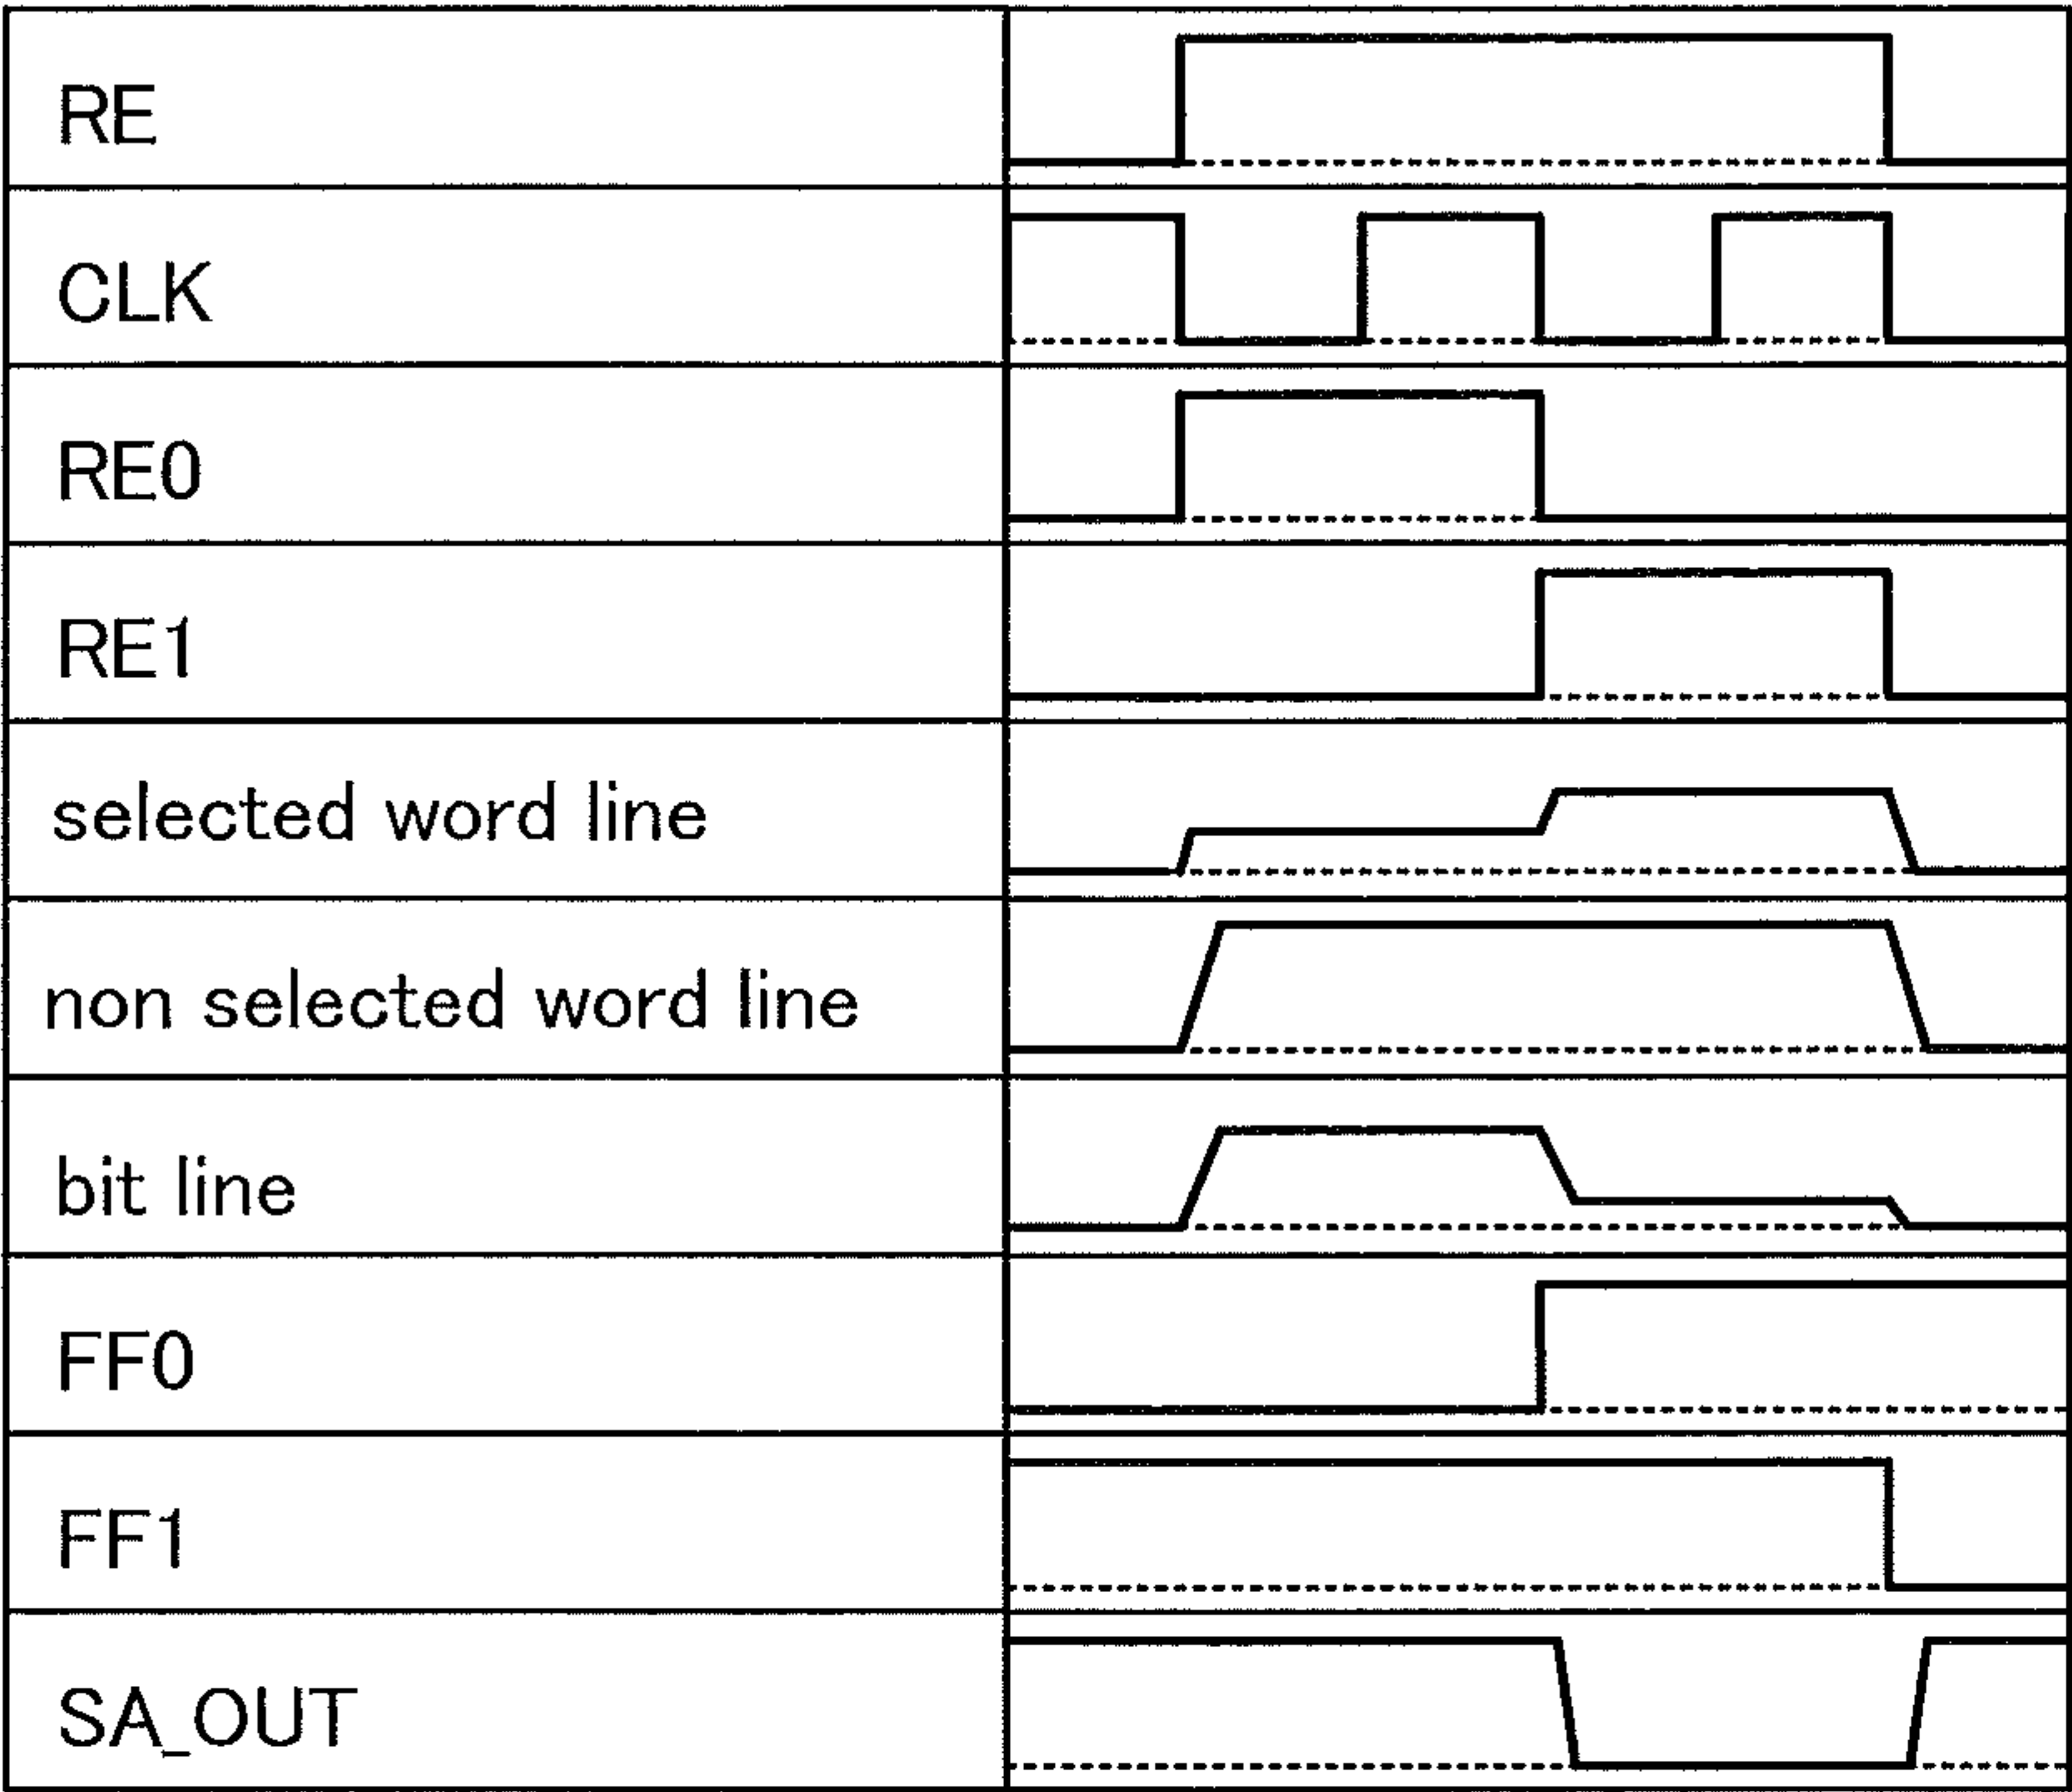 RE
CLK
RE0
RE1
selected word line
non selected word line
bit line
FF0
FF1
SA_OUT